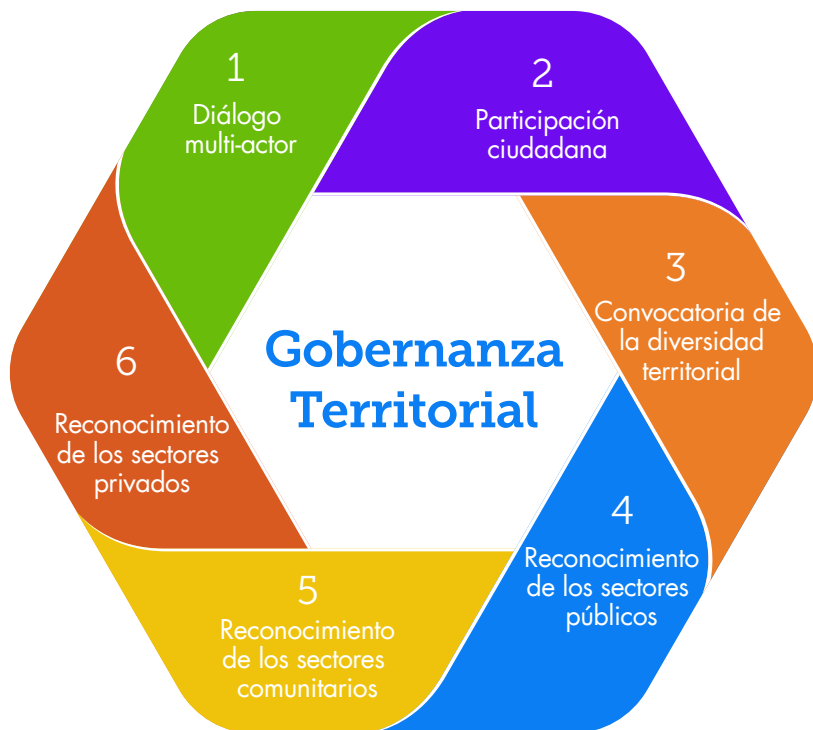 1
Diálogo
multi-actor
2
Participación
ciudadana
3
Convocatoria de
la diversidad
territorial
4
Reconocimiento
de los sectores
públicos
5
Reconocimiento
de los sectores
comunitarios
6
Reconocimiento
de los sectores
privados
Gobernanza
Territorial